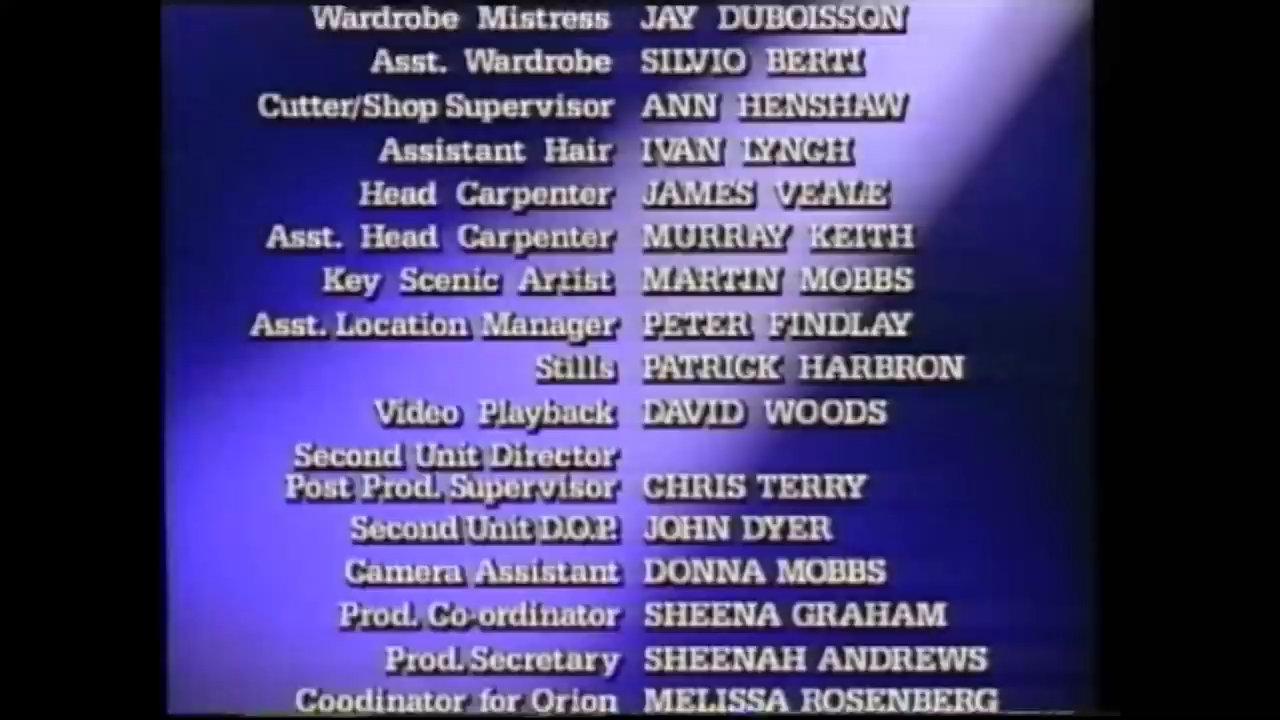 Wardrobe Mistress JAY DUBOISSON
Asst. Wardrobe SILVIO BERTI
Cutter/Shop Supervisor ANN HENSHAW
Assistant Hair IVAN LYNCH
Head Carpenter JAMES VEALE
Asst. Head Carpenter MURRAY KEITH
Key Scenic Artist MARTIN MOBBS
Asst. Location Manager PETER FINDLAY
Stills PATRICK HARBRON
Video Playback DAVID WOODS
Second Unit Director
Post Prod. Supervisor CHRIS TERRY
Second Unit D.O.P. JOHN DYER
Camera Assistant DONNA MOBBS
Prod. Co-ordinator SHEENA GRAHAM
Prod. Secretary SHEENAH ANDREWS
Coodinator for Orion MELISSA ROSENBERG